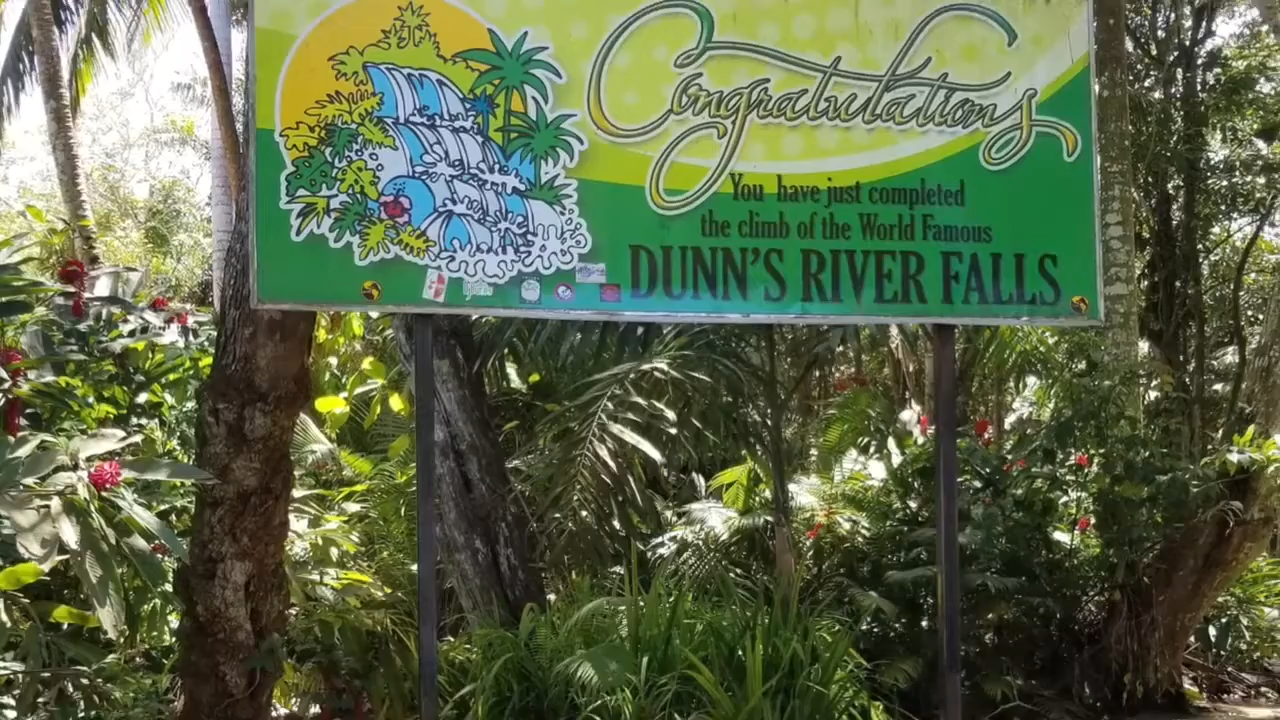 Congratulations
You have just completed
the climb of the World Famous
DUNN'S RIVER FALLS